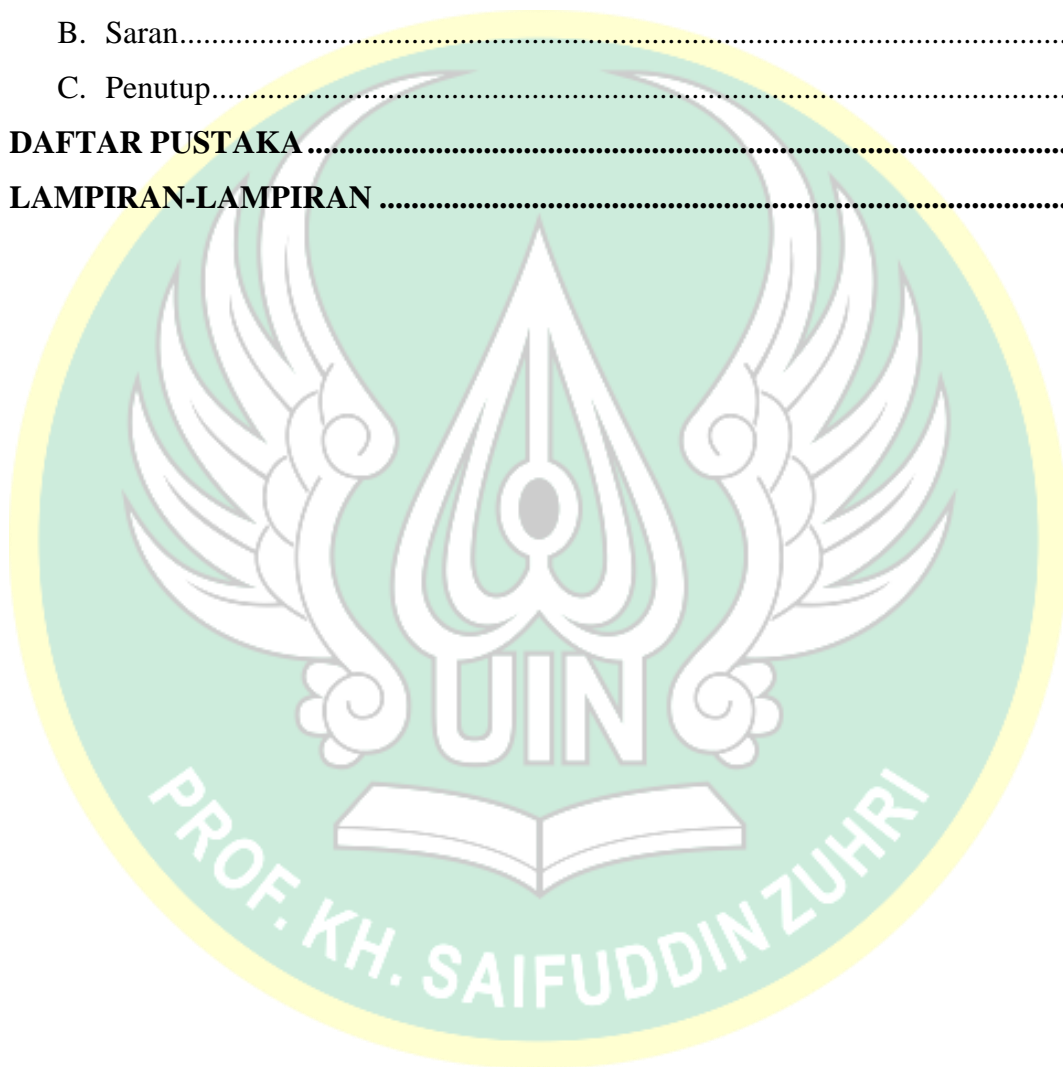 B. Saran........................................................................................................................
C. Penutup....................................................................................................................
DAFTAR PUSTAKA ................................................................................................
LAMPIRAN-LAMPIRAN .......................................................................................
UIN
PROF. KH. SAIFUDDIN ZUHRI